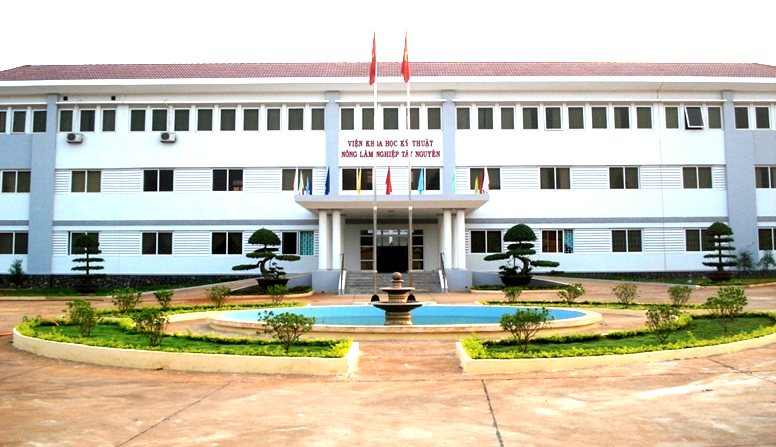 VIỆN KHOA HỌC KỸ THUẬT
NÔNG LÂM NGHIỆP TÂY NGUYÊN